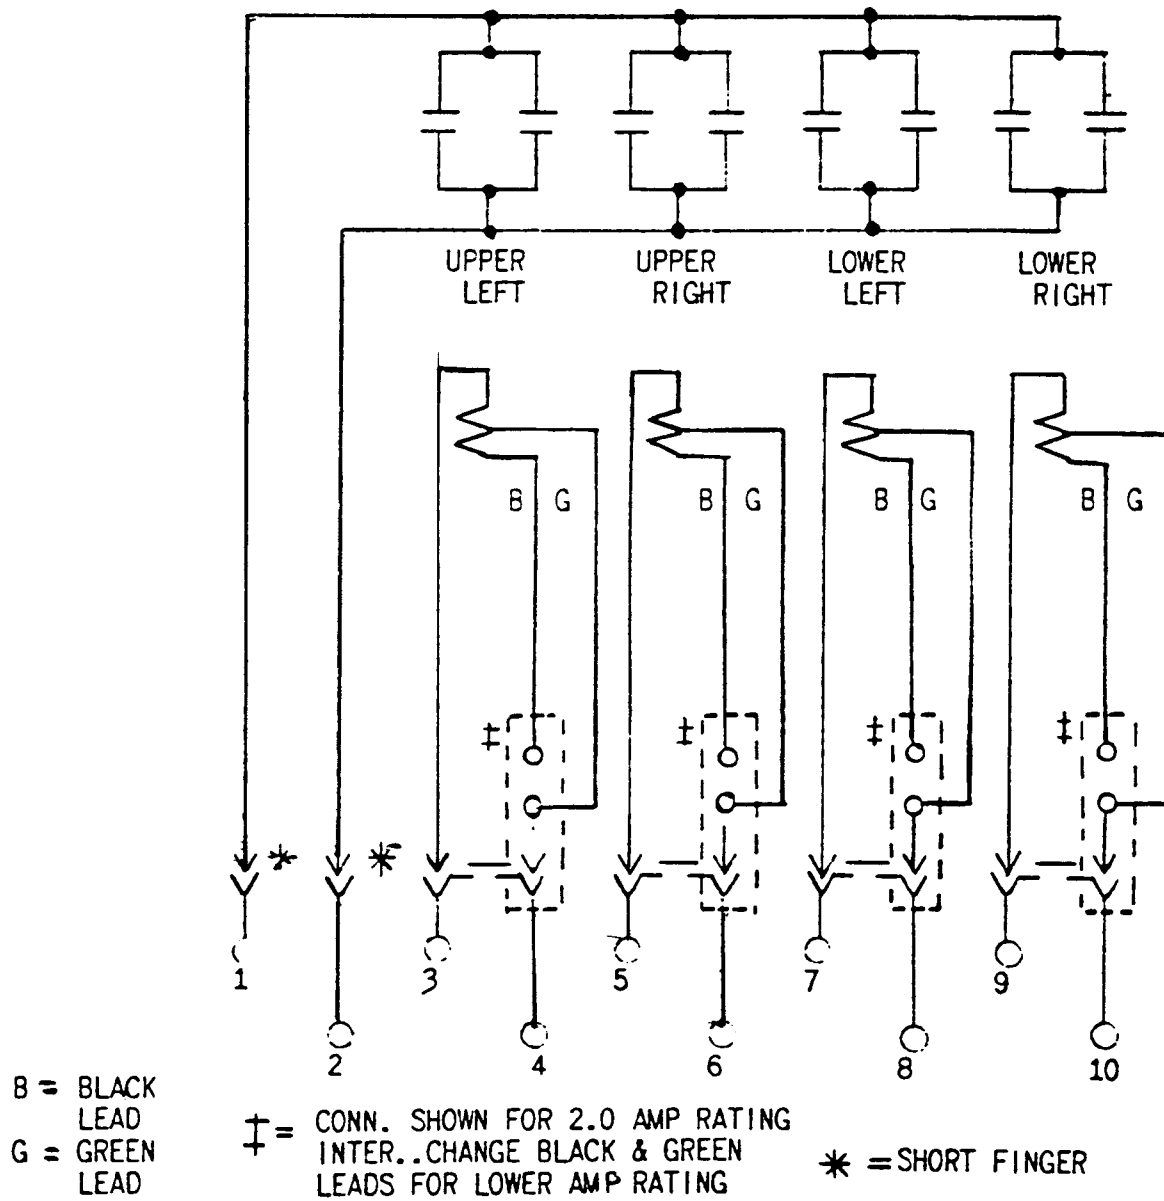 UPPER LEFT
UPPER RIGHT
LOWER LEFT
LOWER RIGHT
B G
B G
B G
B G
‡
‡
‡
‡
*
*
1
3
5
7
9
2
4
6
8
10
B = BLACK LEAD
G = GREEN LEAD
‡ = CONN. SHOWN FOR 2.0 AMP RATING
INTER..CHANGE BLACK & GREEN
LEADS FOR LOWER AMP RATING
* = SHORT FINGER